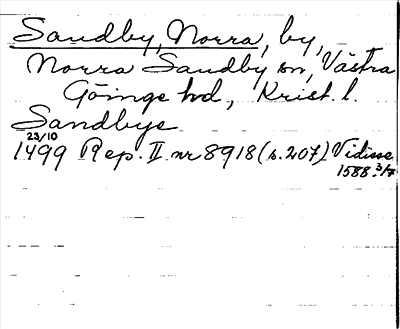 Sandby, Norra, by,
Norra Sandby sn, Västra
Göinge hd, Krist. l.
Sandbye
23/10
1499 Rep. II nr 8918 (s. 207) Vidisse
1588 3/7